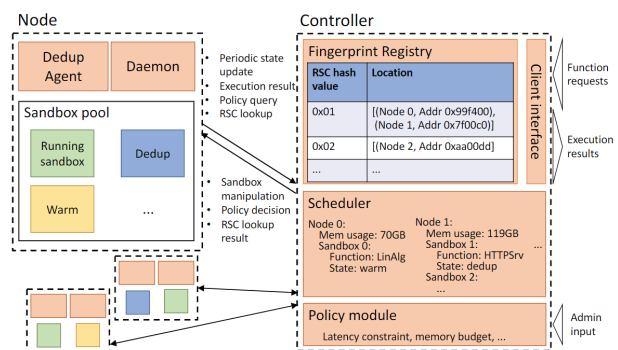 Node
Dedup
Agent
Daemon
Sandbox pool
Running
sandbox
Dedup
Warm
...
• Periodic state
update
• Execution result
• Policy query
• RSC lookup
• Sandbox
manipulation
• Policy decision
• RSC lookup
result
Controller
Fingerprint Registry
RSC hash
value
Location
0x01
[(Node 0, Addr 0x99f400),
(Node 1, Addr 0x7f00c0)]
0x02
[(Node 2, Addr 0xaa00dd]
...
...
Client interface
Scheduler
Node 0:
Mem usage: 70GB
Sandbox 0:
Function: LinAlg
State: warm
Node 1:
Mem usage: 119GB
Sandbox 1:
Function: HTTPSrv
State: dedup
Sandbox 2:
...
...
Policy module
Latency constraint, memory budget, ...
Function
requests
Execution
results
Admin
input